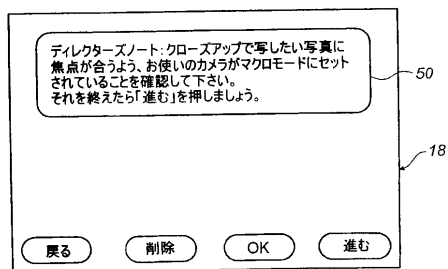 ディレクターズノート:クローズアップで写したい写真に
焦点が合うよう、お使いのカメラがマクロモードにセット
されていることを確認して下さい。
それを終えたら「進む」を押しましょう。
50
18
戻る
削除
OK
進む